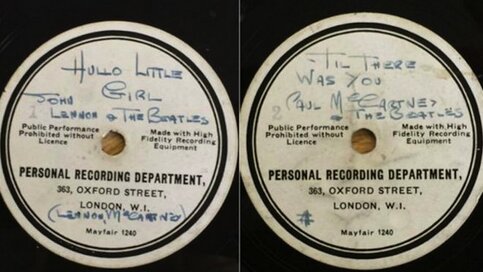 HULLO LITTLE
GIRL
JOHN
LENNON & THE BEATLES
Public Performance
Prohibited without
Licence
Made with High
Fidelity Recording
Equipment
PERSONAL RECORDING DEPARTMENT,
363, OXFORD STREET,
LONDON, W.I.
(LENNON, McCARTNEY)
Mayfair 1240
'TIL THERE
WAS YOU
2 PAUL McCARTNEY
& THE BEATLES
Public Performance
Prohibited without
Licence
Made with High
Fidelity Recording
Equipment
PERSONAL RECORDING DEPARTMENT,
363, OXFORD STREET,
LONDON, W.I.
Mayfair 1240